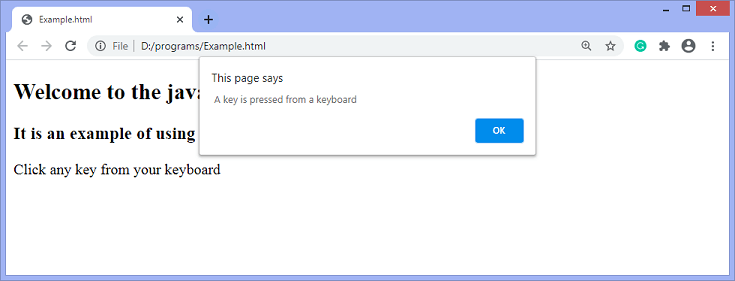 Example.html
File | D:/programs/Example.html
This page says
A key is pressed from a keyboard
OK
Welcome to the
It is an example of using
Click any key from your keyboard